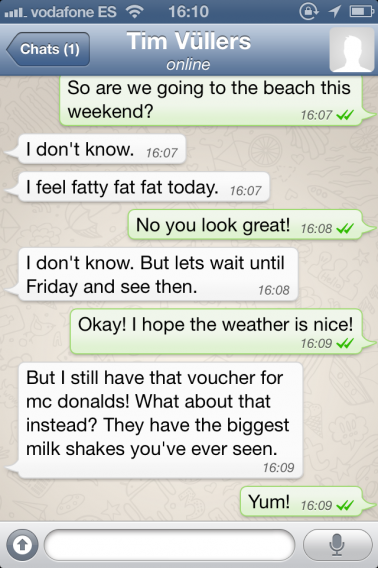 vodafone ES 16:10
Chats (1)
Tim Vüllers
online
So are we going to the beach this
weekend?
16:07
I don't know. 16:07
I feel fatty fat fat today. 16:07
No you look great! 16:08
I don't know. But lets wait until
Friday and see then. 16:08
Okay! I hope the weather is nice!
16:09
But I still have that voucher for
mc donalds! What about that
instead? They have the biggest
milk shakes you've ever seen.
16:09
Yum! 16:09